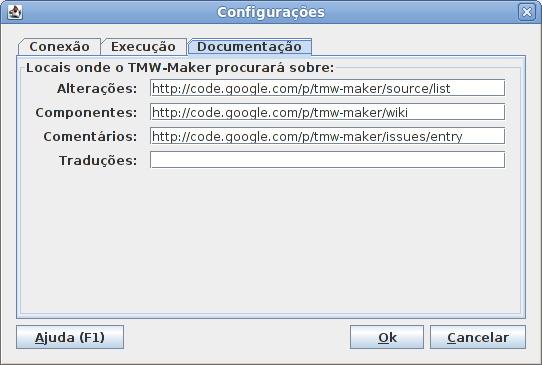 Configurações
Conexão Execução Documentação
Locais onde o TMW-Maker procurará sobre:
Alterações: http://code.google.com/p/tmw-maker/source/list
Componentes: http://code.google.com/p/tmw-maker/wiki
Comentários: http://code.google.com/p/tmw-maker/issues/entry
Traduções:
Ajuda (F1) Ok Cancelar